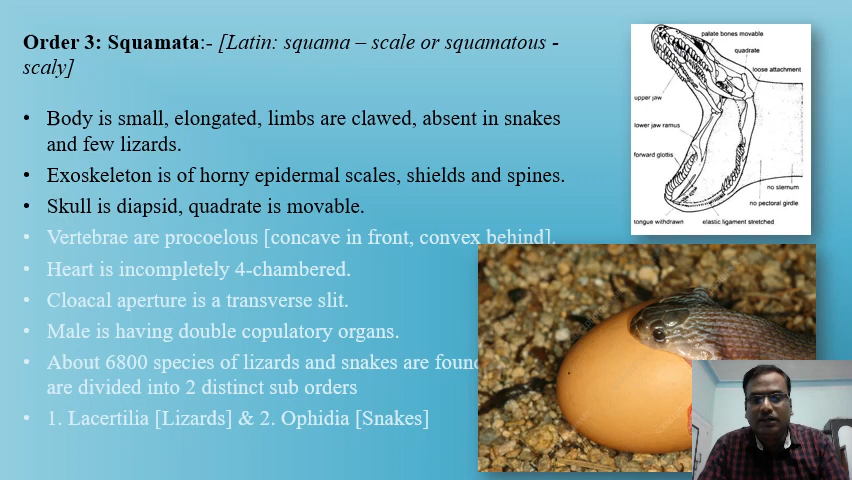 Order 3: Squamata:- [Latin: squama – scale or squamatous -
scaly]
• Body is small, elongated, limbs are clawed, absent in snakes
and few lizards.
• Exoskeleton is of horny epidermal scales, shields and spines.
• Skull is diapsid, quadrate is movable.
• Vertebrae are procoelous [concave in front, convex behind].
• Heart is incompletely 4-chambered.
• Cloacal aperture is a transverse slit.
• Male is having double copulatory organs.
• About 6800 species of lizards and snakes are found
are divided into 2 distinct sub orders
• 1. Lacertilia [Lizards] & 2. Ophidia [Snakes]
palate bones movable
quadrate
loose attachment
upper jaw
lower jaw ramus
forward glottis
no sternum
no pectoral girdle
tongue withdrawn
elastic ligament stretched